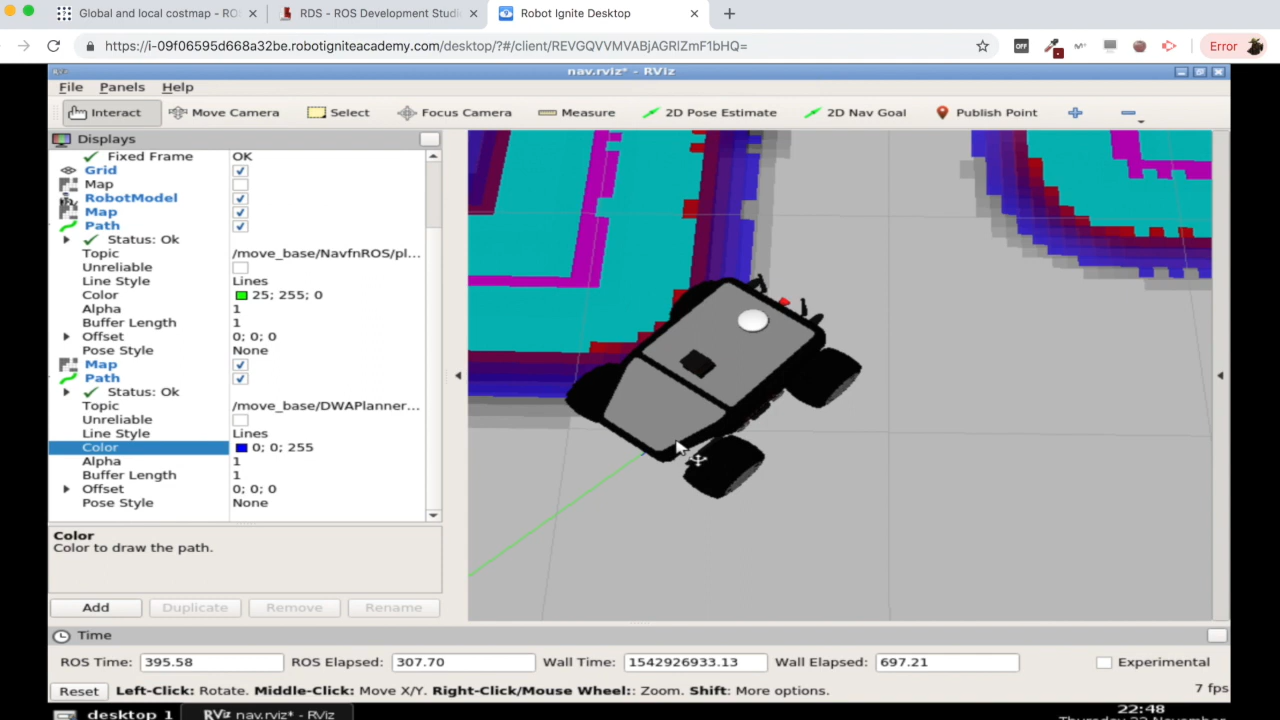 Global and local costmap - RO
RDS - ROS Development Studi
Robot Ignite Desktop
https://i-09f06595d668a32be.robotigniteacademy.com/desktop/?#/client/REVGQVVMVABjAGRlZmF1bHQ=
OFF
Error
nav.rviz* - RViz
File Panels Help
Interact Move Camera Select Focus Camera Measure 2D Pose Estimate 2D Nav Goal Publish Point
Displays
Fixed Frame OK
Grid
Map
RobotModel
Map
Path
Status: Ok
Topic /move_base/NavfnROS/pl...
Unreliable
Line Style Lines
Color 25; 255; 0
Alpha 1
Buffer Length 1
Offset 0; 0; 0
Pose Style None
Map
Path
Status: Ok
Topic /move_base/DWAPlanner...
Unreliable
Line Style Lines
Color 0; 0; 255
Alpha 1
Buffer Length 1
Offset 0; 0; 0
Pose Style None
Color
Color to draw the path.
Add Duplicate Remove Rename
Time
ROS Time: 395.58 ROS Elapsed: 307.70 Wall Time: 1542926933.13 Wall Elapsed: 697.21 Experimental
Reset Left-Click: Rotate. Middle-Click: Move X/Y. Right-Click/Mouse Wheel:: Zoom. Shift: More options. 7 fps
desktop 1 RViz nav.rviz* - RViz 22:48
Thursday 22 November